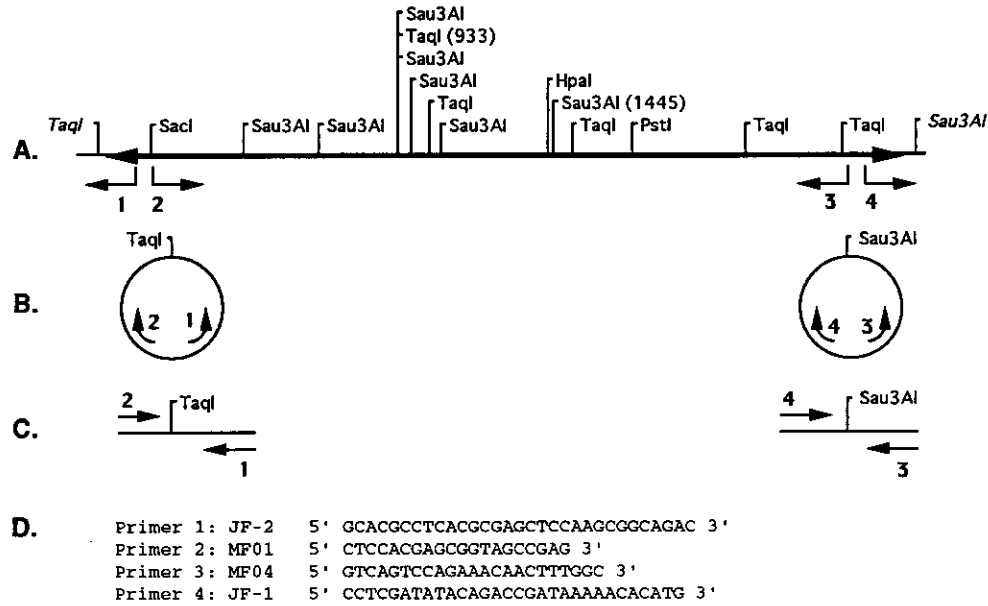 Sau3AI
TaqI (933)
Sau3AI
Sau3AI
HpaI
TaqI
Sau3AI (1445)
TaqI
SacI
Sau3AI
Sau3AI
Sau3AI
TaqI
PstI
TaqI
TaqI
Sau3AI
A.
1
2
3
4
TaqI
Sau3AI
B.
2
1
4
3
2
TaqI
4
Sau3AI
C.
1
3
D.
Primer 1: JF-2 5' GCACGCCTCACGCGAGCTCCAAGCGGCAGAC 3'
Primer 2: MF01 5' CTCCACGAGCGGTAGCCGAG 3'
Primer 3: MF04 5' GTCAGTCCAGAAACAACTTTGGC 3'
Primer 4: JF-1 5' CCTCGATATACAGACCGATAAAAACACATG 3'